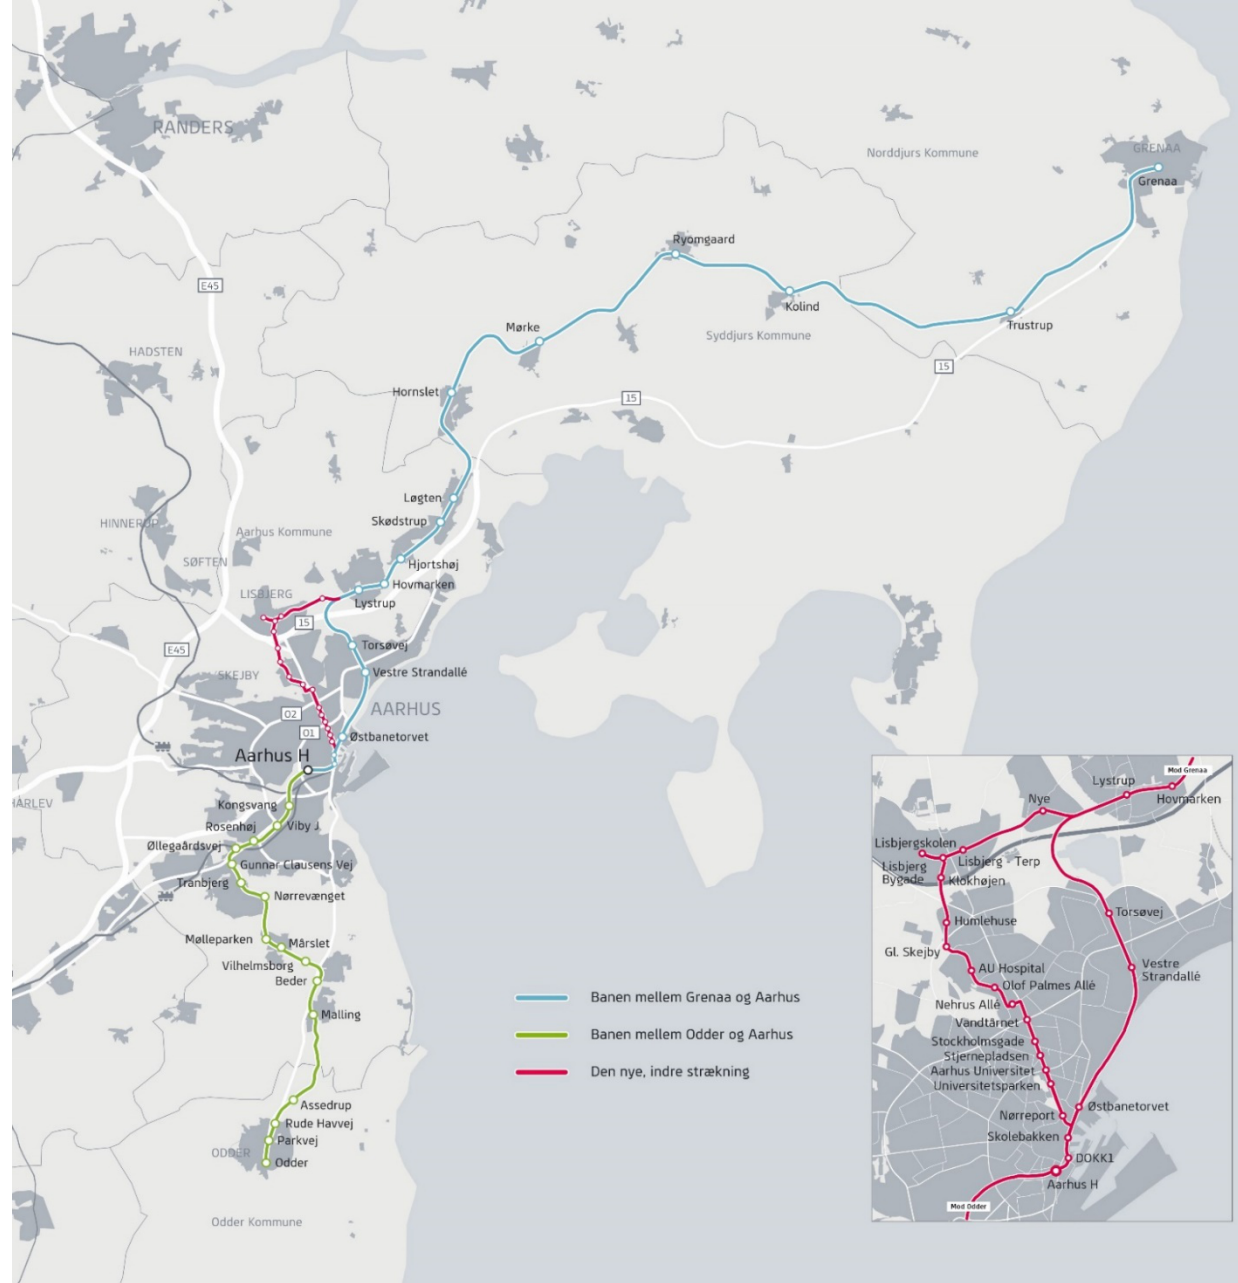 RANDERS
Norddjurs Kommune
GRENAA
Grenaa
Ryomgaard
E45
Kolind
Mørke
Syddjurs Kommune
Trustrup
HADSTEN
15
Hornslet
15
Løgten
HINNERUP
Skødstrup
Aarhus Kommune
SØFTEN
Hjortshøj
Hovmarken
LISBJERG
Lystrup
15
Torsøvej
E45
SKEJBY
Vestre Strandallé
AARHUS
02
01
Østbanetorvet
Aarhus H
HARLEV
Kongsvang
Rosenhøj
Viby J
Øllegaardsvej
Gunnar Clausens Vej
Tranbjerg
Nørrevænget
Mølleparken
Mårslet
Vilhelmsborg
Beder
Malling
Assedrup
Rude Havvej
Parkvej
ODDER
Odder
Odder Kommune
Banen mellem Grenaa og Aarhus
Banen mellem Odder og Aarhus
Den nye, indre strækning
Mod Grenaa
Lystrup
Hovmarken
Nye
Lisbjergskolen
Lisbjerg - Terp
Lisbjerg
Bygade
Klokhøjen
Torsøvej
Humlehuse
Gl. Skejby
Vestre
Strandallé
AU Hospital
Olof Palmes Allé
Nehrus Allé
Vandtårnet
Stockholmsgade
Stjernepladsen
Aarhus Universitet
Universitetsparken
Østbanetorvet
Nørreport
Skolebakken
DOKK1
Aarhus H
Mod Odder